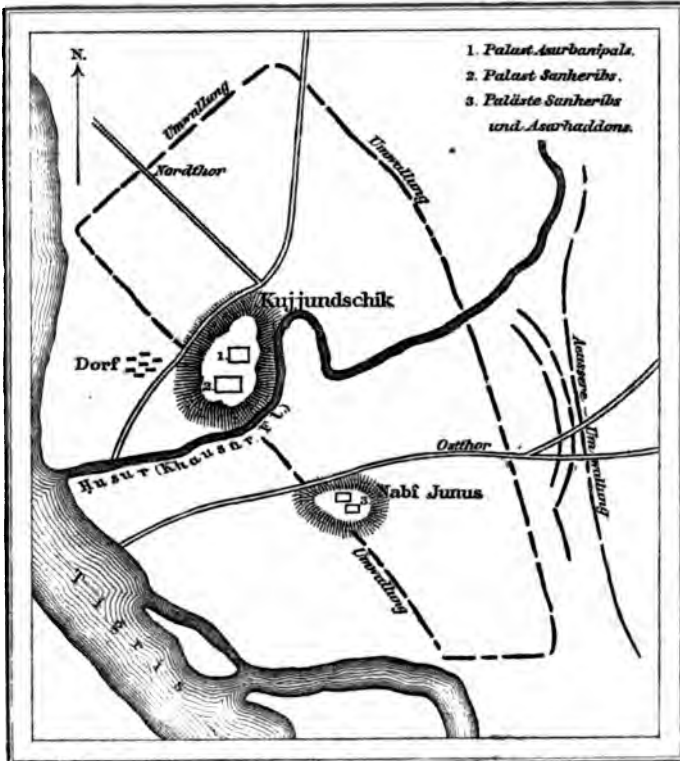 N.
1. Palast Asurbanipals.
2. Palast Sanheribs.
3. Paläste Sanheribs
und Asarhaddons.
Umwallung
Nordthor
Umwallung
Kujjundschik
Dorf
1.
2.
Aeussere - Umwallung
Ḫusur (Khausar, Fl.)
Ostthor
Nabî Junus
3
Umwallung
Tigris